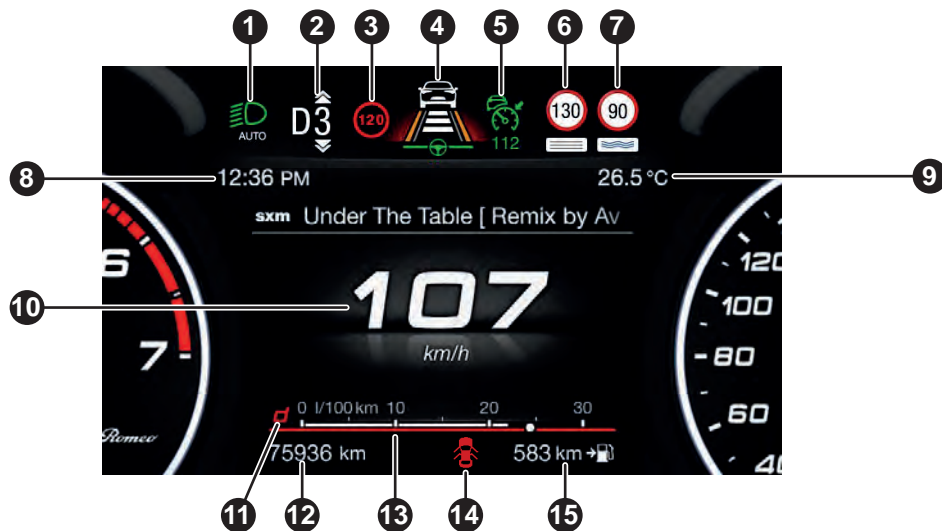 1 2 3 4 5 6 7
AUTO D3 120 112 130 90
8 12:36 PM 26.5 °C 9
sxm Under The Table [ Remix by Av
6 120
10 107 100
7 km/h 80
0 l/100km 10 20 30 60
Romeo 75936 km 583 km 40
11 12 13 14 15